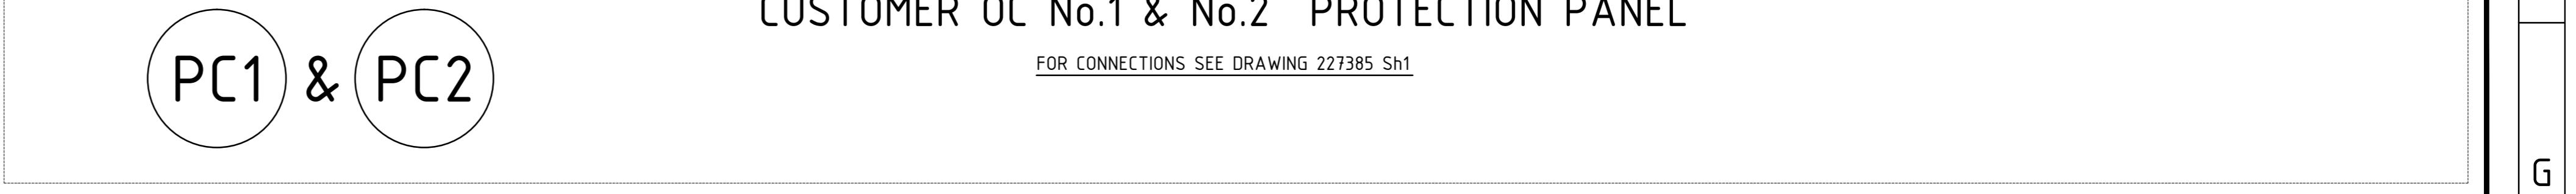 CUSTOMER OC No.1 & No.2 PROTECTION PANEL
FOR CONNECTIONS SEE DRAWING 227385 Sh1
PC1 & PC2
G